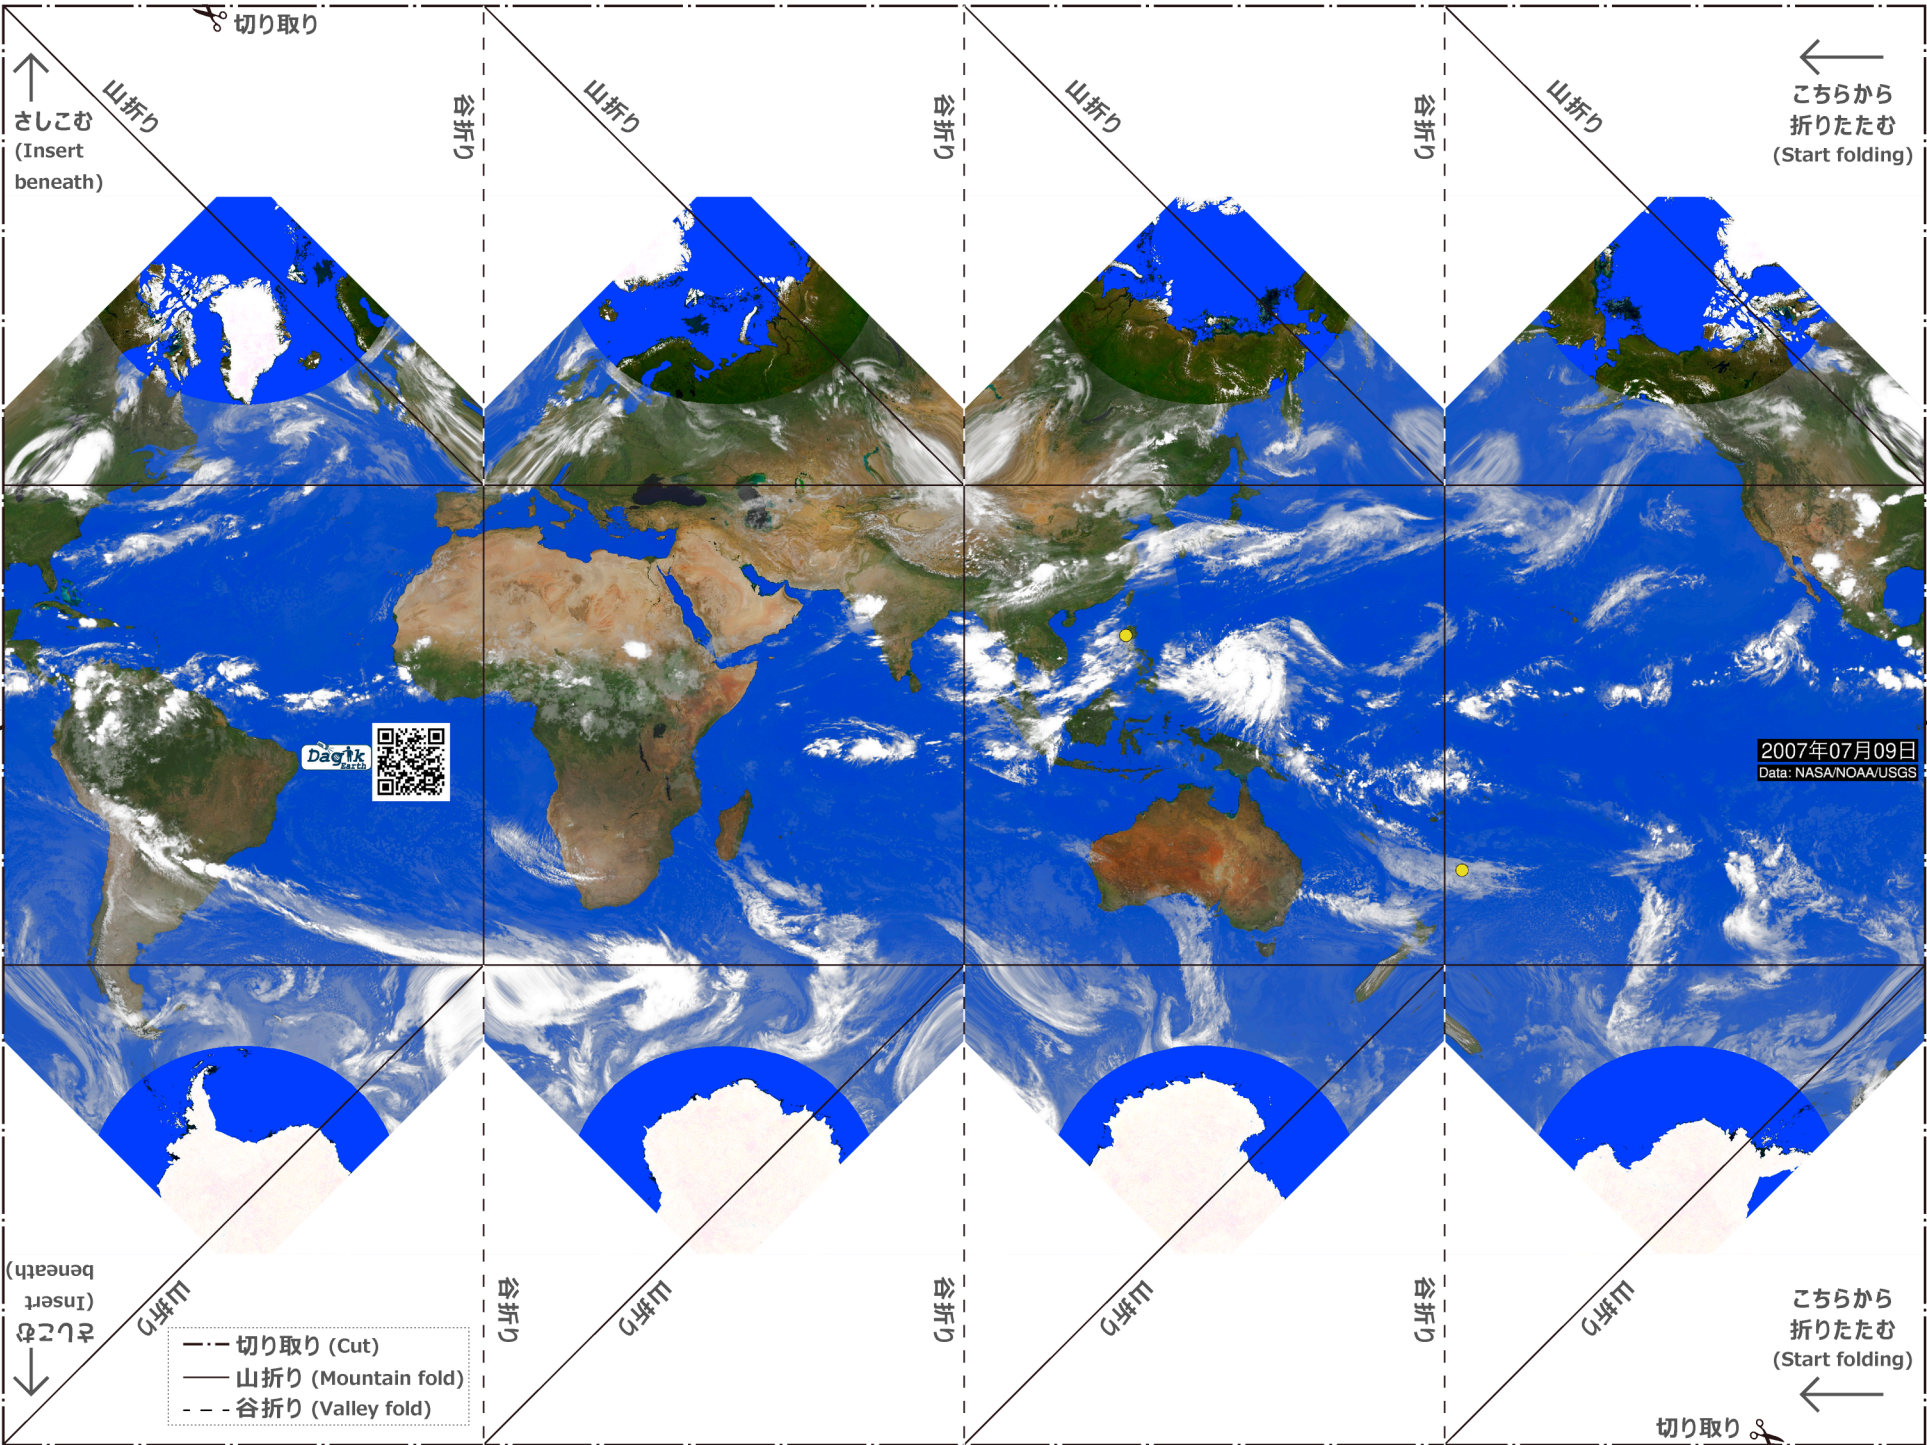 切り取り
さしこむ
(Insert
beneath)
山折り
谷折り
山折り
谷折り
山折り
谷折り
山折り
こちらから
折りたたむ
(Start folding)
Dagik
Earth
2007年07月09日
Data: NASA/NOAA/USGS
さしこむ
(Insert
beneath)
山折り
谷折り
山折り
谷折り
山折り
谷折り
山折り
こちらから
折りたたむ
(Start folding)
切り取り (Cut)
山折り (Mountain fold)
谷折り (Valley fold)
切り取り